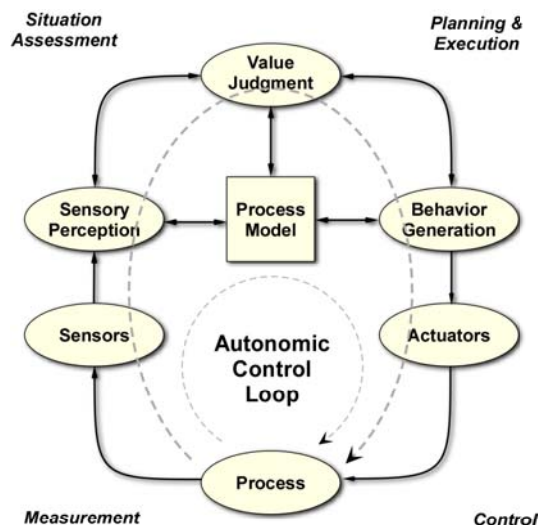 Situation
Assessment
Planning &
Execution
Value
Judgment
Sensory
Perception
Process
Model
Behavior
Generation
Sensors
Autonomic
Control
Loop
Actuators
Process
Measurement
Control